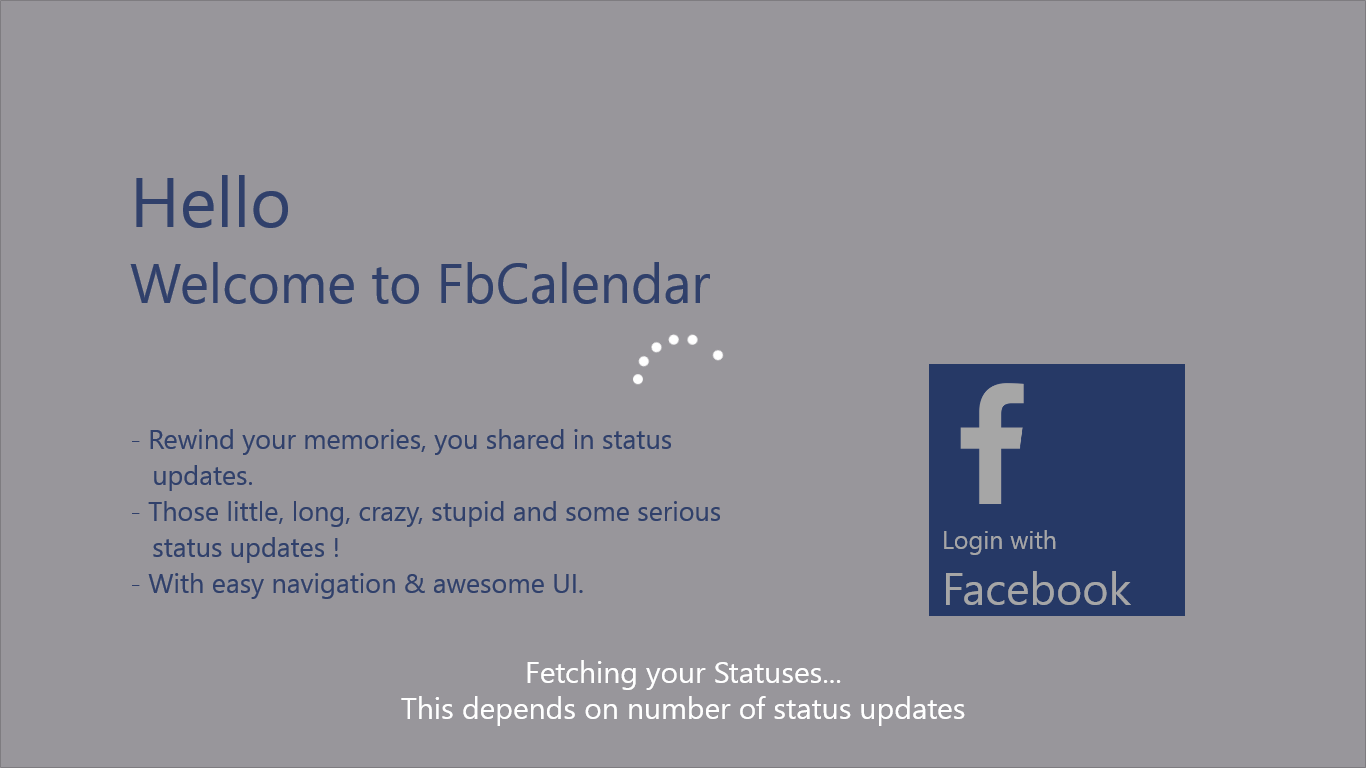 Hello
Welcome to FbCalendar
- Rewind your memories, you shared in status
updates.
- Those little, long, crazy, stupid and some serious
status updates !
- With easy navigation & awesome UI.
f
Login with
Facebook
Fetching your Statuses...
This depends on number of status updates